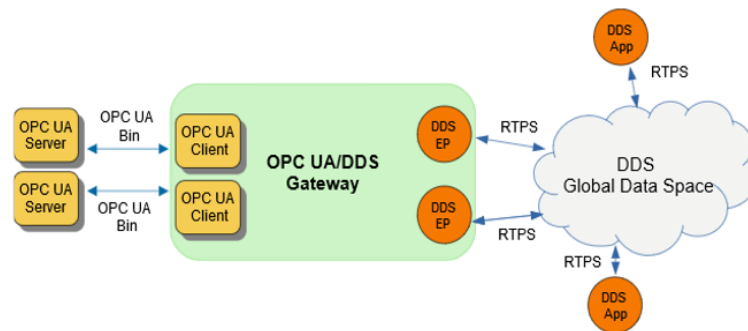 DDS
App
RTPS
OPC UA
Bin
OPC UA
Server
OPC UA
Client
OPC UA/DDS
Gateway
DDS
EP
RTPS
DDS
Global Data Space
OPC UA
Server
OPC UA
Bin
OPC UA
Client
DDS
EP
RTPS
RTPS
DDS
App